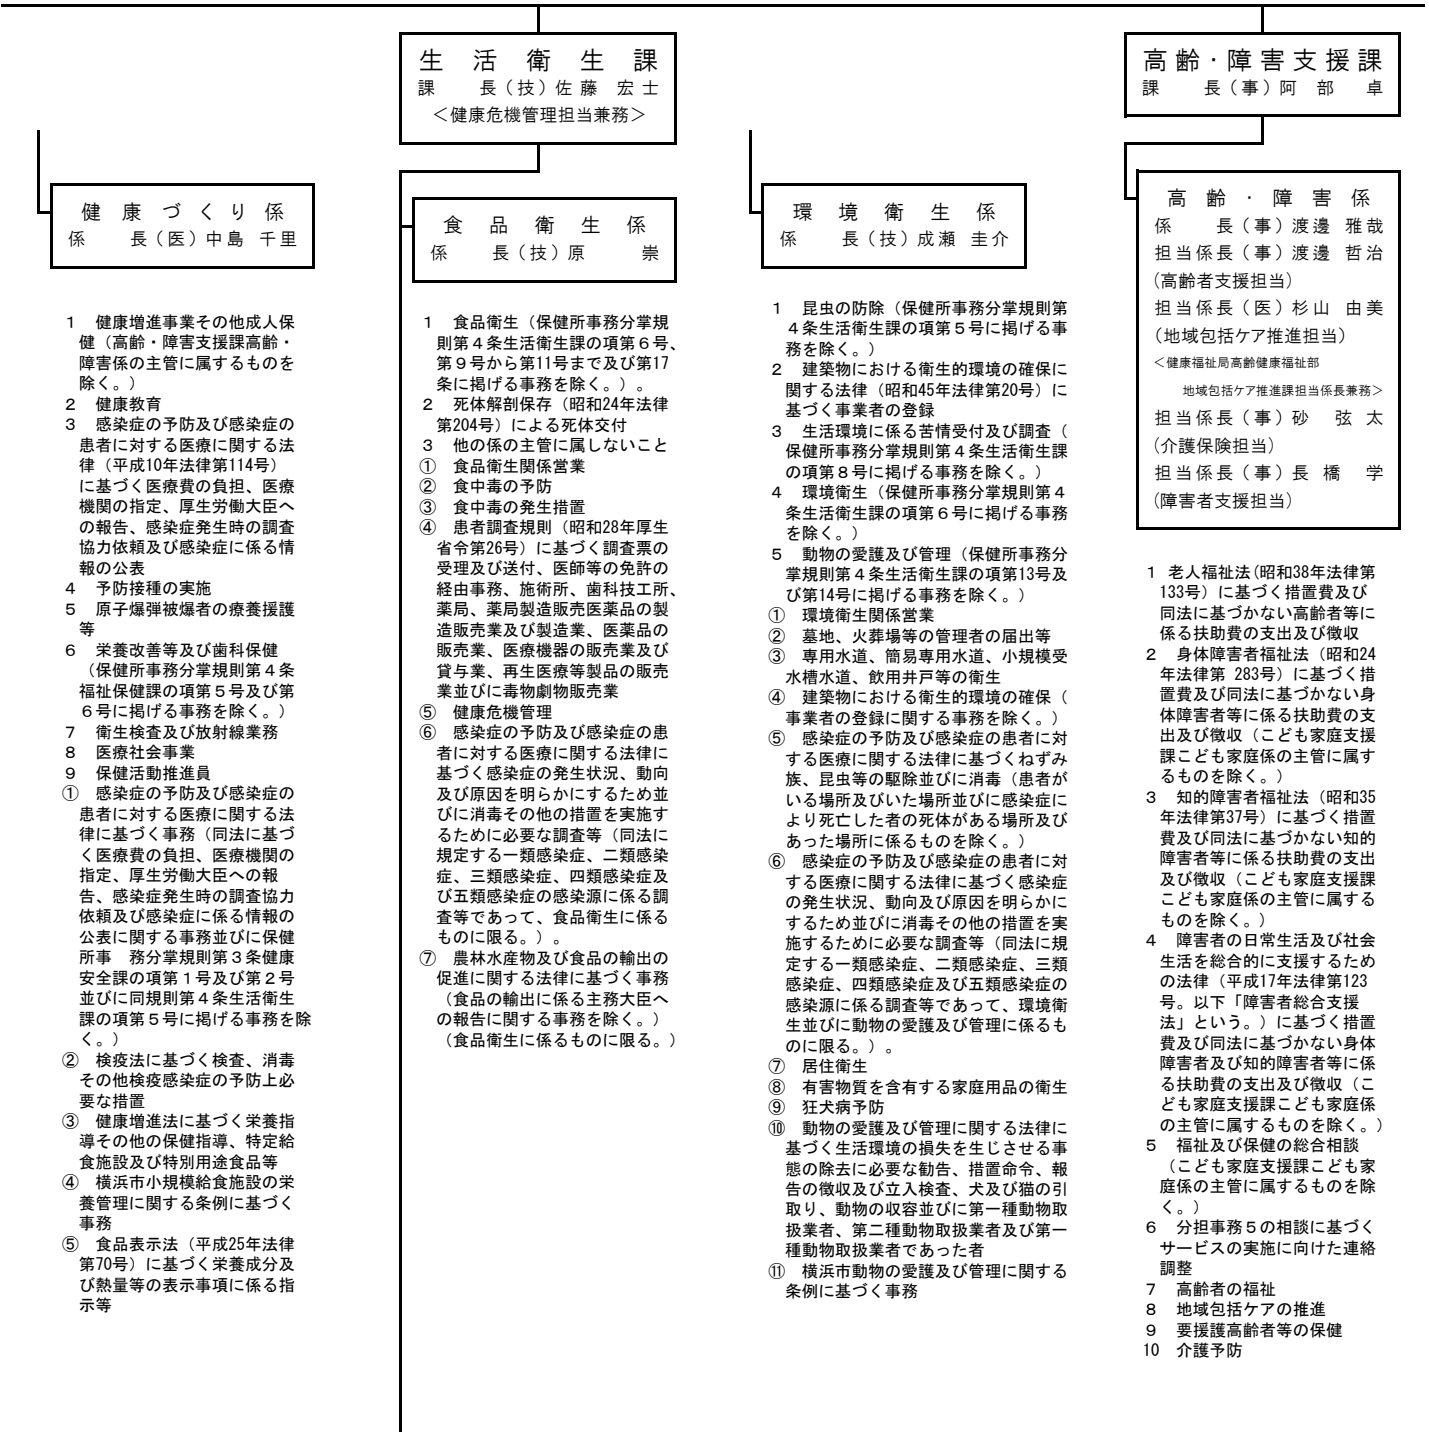 生活衛生課
課　　長（技）佐藤　宏士
＜健康危機管理担当兼務＞
高齢・障害支援課
課　　長（事）阿部　卓
健康づくり係
係　　長（医）中島　千里
1　健康増進事業その他成人保
健（高齢・障害支援課高齢・
障害係の主管に属するものを
除く。）
2　健康教育
3　感染症の予防及び感染症の
患者に対する医療に関する法
律（平成10年法律第114号）
に基づく医療費の負担、医療
機関の指定、厚生労働大臣へ
の報告、感染症発生時の調査
協力依頼及び感染症に係る情
報の公表
4　予防接種の実施
5　原子爆弾被爆者の療養援護
等
6　栄養改善等及び歯科保健
（保健所事務分掌規則第４条
福祉保健課の項第５号及び第
６号に掲げる事務を除く。）
7　衛生検査及び放射線業務
8　医療社会事業
9　保健活動推進員
①　感染症の予防及び感染症の
患者に対する医療に関する法
律に基づく事務（同法に基づ
く医療費の負担、医療機関の
指定、厚生労働大臣への報
告、感染症発生時の調査協力
依頼及び感染症に係る情報の
公表に関する事務並びに保健
所事　務分掌規則第３条健康
安全課の項第１号及び第２号
並びに同規則第４条生活衛生
課の項第５号に掲げる事務を除
く。）
②　検疫法に基づく検査、消毒
その他検疫感染症の予防上必
要な措置
③　健康増進法に基づく栄養指
導その他の保健指導、特定給
食施設及び特別用途食品等
④　横浜市小規模給食施設の栄
養管理に関する条例に基づく
事務
⑤　食品表示法（平成25年法律
第70号）に基づく栄養成分及
び熱量等の表示事項に係る指
示等
食品衛生係
係　　長（技）原　　崇
1　食品衛生（保健所事務分掌規
則第４条生活衛生課の項第６号、
第９号から第11号まで及び第17
条に掲げる事務を除く。）。
2　死体解剖保存（昭和24年法律
第204号）による死体交付
3　他の係の主管に属しないこと
①　食品衛生関係営業
②　食中毒の予防
③　食中毒の発生措置
④　患者調査規則（昭和28年厚生
省令第26号）に基づく調査票の
受理及び送付、医師等の免許の
経由事務、施術所、歯科技工所、
薬局、薬局製造販売医薬品の製
造販売業及び製造業、医薬品の
販売業、医療機器の販売業及び
貸与業、再生医療等製品の販売
業並びに毒物劇物販売業
⑤　健康危機管理
⑥　感染症の予防及び感染症の患
者に対する医療に関する法律に
基づく感染症の発生状況、動向
及び原因を明らかにするため並
びに消毒その他の措置を実施す
るために必要な調査等（同法に
規定する一類感染症、二類感染
症、三類感染症、四類感染症及
び五類感染症の感染源に係る調
査等であって、食品衛生に係る
ものに限る。）。
⑦　農林水産物及び食品の輸出の
促進に関する法律に基づく事務
（食品の輸出に係る主務大臣へ
の報告に関する事務を除く。）
（食品衛生に係るものに限る。）
環境衛生係
係　　長（技）成瀬　圭介
1　昆虫の防除（保健所事務分掌規則第
４条生活衛生課の項第５号に掲げる事
務を除く。）
2　建築物における衛生的環境の確保に
関する法律（昭和45年法律第20号）に
基づく事業者の登録
3　生活環境に係る苦情受付及び調査（
保健所事務分掌規則第４条生活衛生課
の項第８号に掲げる事務を除く。）
4　環境衛生（保健所事務分掌規則第４
条生活衛生課の項第６号に掲げる事務
を除く。）
5　動物の愛護及び管理（保健所事務分
掌規則第４条生活衛生課の項第13号及
び第14号に掲げる事務を除く。）
①　環境衛生関係営業
②　墓地、火葬場等の管理者の届出等
③　専用水道、簡易専用水道、小規模受
水槽水道、飲用井戸等の衛生
④　建築物における衛生的環境の確保（
事業者の登録に関する事務を除く。）
⑤　感染症の予防及び感染症の患者に対
する医療に関する法律に基づくねずみ
族、昆虫等の駆除並びに消毒（患者が
いる場所及びいた場所並びに感染症に
より死亡した者の死体がある場所及び
あった場所に係るものを除く。）
⑥　感染症の予防及び感染症の患者に対
する医療に関する法律に基づく感染症
の発生状況、動向及び原因を明らかに
するため並びに消毒その他の措置を実
施するために必要な調査等（同法に規
定する一類感染症、二類感染症、三類
感染症、四類感染症及び五類感染症の
感染源に係る調査等であって、環境衛
生並びに動物の愛護及び管理に係るも
のに限る。）。
⑦　居住衛生
⑧　有害物質を含有する家庭用品の衛生
⑨　狂犬病予防
⑩　動物の愛護及び管理に関する法律に
基づく生活環境の損失を生じさせる事
態の除去に必要な勧告、措置命令、報
告の徴収及び立入検査、犬及び猫の引
取り、動物の収容並びに第一種動物取
扱業者、第二種動物取扱業者及び第一
種動物取扱業者であった者
⑪　横浜市動物の愛護及び管理に関する
条例に基づく事務
高齢・障害係
係　　長（事）渡邊　雅哉
担当係長（事）渡邊　哲治
（高齢者支援担当）
担当係長（医）杉山　由美
（地域包括ケア推進担当）
＜健康福祉局高齢健康福祉部
地域包括ケア推進課担当係長兼務＞
担当係長（事）砂　弦太
（介護保険担当）
担当係長（事）長橋　学
（障害者支援担当）
1　老人福祉法（昭和38年法律第
133号）に基づく措置費及び
同法に基づかない高齢者等に
係る扶助費の支出及び徴収
2　身体障害者福祉法（昭和24
年法律第 283号）に基づく措
置費及び同法に基づかない身
体障害者等に係る扶助費の支
出及び徴収（こども家庭支援
課こども家庭係の主管に属す
るものを除く。）
3　知的障害者福祉法（昭和35
年法律第37号）に基づく措置
費及び同法に基づかない知的
障害者等に係る扶助費の支出
及び徴収（こども家庭支援課
こども家庭係の主管に属する
ものを除く。）
4　障害者の日常生活及び社会
生活を総合的に支援するため
の法律（平成17年法律第123
号。以下「障害者総合支援
法」という。）に基づく措置
費及び同法に基づかない身体
障害者及び知的障害者等に係
る扶助費の支出及び徴収（こ
ども家庭支援課こども家庭係
の主管に属するものを除く。）
5　福祉及び保健の総合相談
（こども家庭支援課こども家
庭係の主管に属するものを除
く。）
6　分担事務５の相談に基づく
サービスの実施に向けた連絡
調整
7　高齢者の福祉
8　地域包括ケアの推進
9　要援護高齢者等の保健
10　介護予防